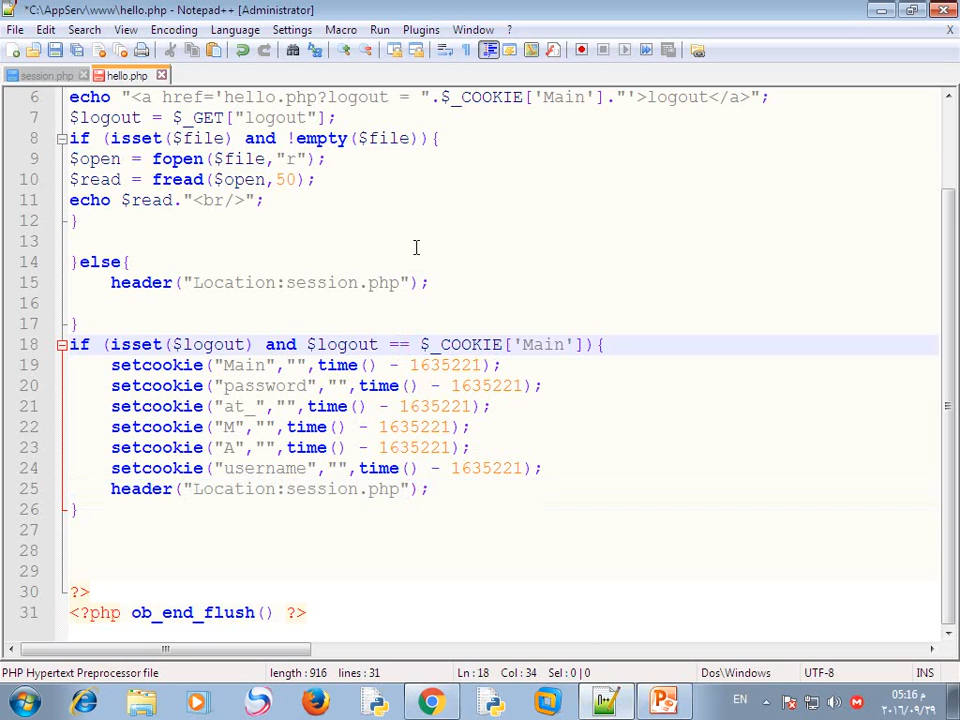 *C:\AppServ\www\hello.php - Notepad++ [Administrator]
File Edit Search View Encoding Language Settings Macro Run Plugins Window ? X
session.php hello.php
6 echo "<a href='hello.php?logout = ".$_COOKIE['Main']."'>logout</a>";
7 $logout = $_GET["logout"];
8 if (isset($file) and !empty($file)){
9 $open = fopen($file,"r");
10 $read = fread($open,50);
11 echo $read."<br/>";
12 }
13
14 }else{
15 header("Location:session.php");
16
17 }
18 if (isset($logout) and $logout == $_COOKIE['Main']){
19 setcookie("Main","",time() - 1635221);
20 setcookie("password","",time() - 1635221);
21 setcookie("at_","",time() - 1635221);
22 setcookie("M","",time() - 1635221);
23 setcookie("A","",time() - 1635221);
24 setcookie("username","",time() - 1635221);
25 header("Location:session.php");
26 }
27
28
29
30 ?>
31 <?php ob_end_flush() ?>
PHP Hypertext Preprocessor file length : 916 lines : 31 Ln : 18 Col : 34 Sel : 0 | 0 Dos\Windows UTF-8 INS
EN 05:16 م
٢٠١٦/٠٩/٢٩